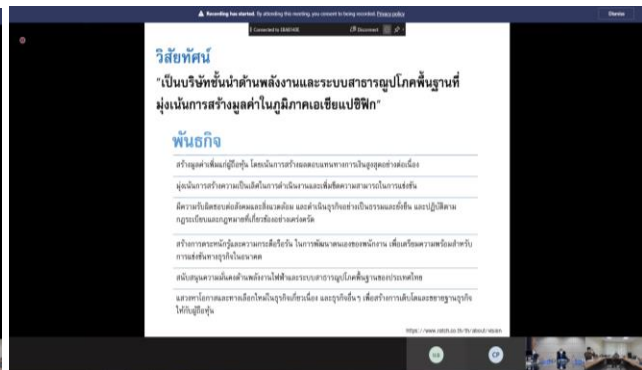 Recording has started. By attending this meeting, you consent to being recorded. Privacy policy
Dismiss
Disconnect
วิสัยทัศน์
"เป็นบริษัทชั้นนำด้านพลังงานและระบบสาธารณูปโภคพื้นฐานที่
มุ่งเน้นการสร้างมูลค่าในภูมิภาคเอเชียแปซิฟิก"
พันธกิจ
สร้างมูลค่าเพิ่มแก่ผู้ถือหุ้น โดยเน้นการสร้างผลตอบแทนทางการเงินสูงสุดอย่างต่อเนื่อง
มุ่งเน้นการสร้างความเป็นเลิศในการดำเนินงานและเพิ่มขีดความสามารถในการแข่งขัน
มีความรับผิดชอบต่อสังคมและสิ่งแวดล้อม และดำเนินธุรกิจอย่างเป็นธรรมและยั่งยืน และปฏิบัติตาม
กฎระเบียบและกฎหมายที่เกี่ยวข้องอย่างเคร่งครัด
สร้างการตระหนักรู้และความกระตือรือร้น ในการพัฒนาตนเองของพนักงาน เพื่อเตรียมความพร้อมสำหรับ
การแข่งขันทางธุรกิจในอนาคต
สนับสนุนความมั่นคงด้านพลังงานไฟฟ้าและระบบสาธารณูปโภคพื้นฐานของประเทศไทย
แสวงหาโอกาสและทางเลือกใหม่ในธุรกิจเกี่ยวเนื่อง และธุรกิจอื่นๆ เพื่อสร้างการเติบโตและขยายฐานธุรกิจ
ให้กับผู้ถือหุ้น
https://www.ratch.co.th/th/about/vision
CP